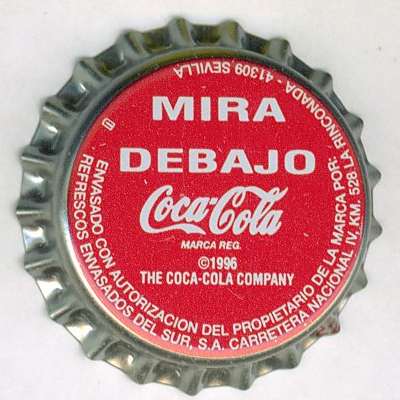 MIRA
DEBAJO
Coca-Cola
MARCA REG.
©1996
THE COCA-COLA COMPANY
ENVASADO CON AUTORIZACION DEL PROPIETARIO DE LA MARCA POR:
REFRESCOS ENVASADOS DEL SUR, S.A. CARRETERA NACIONAL IV, KM. 528 LA RINCONADA - 41309 SEVILLA